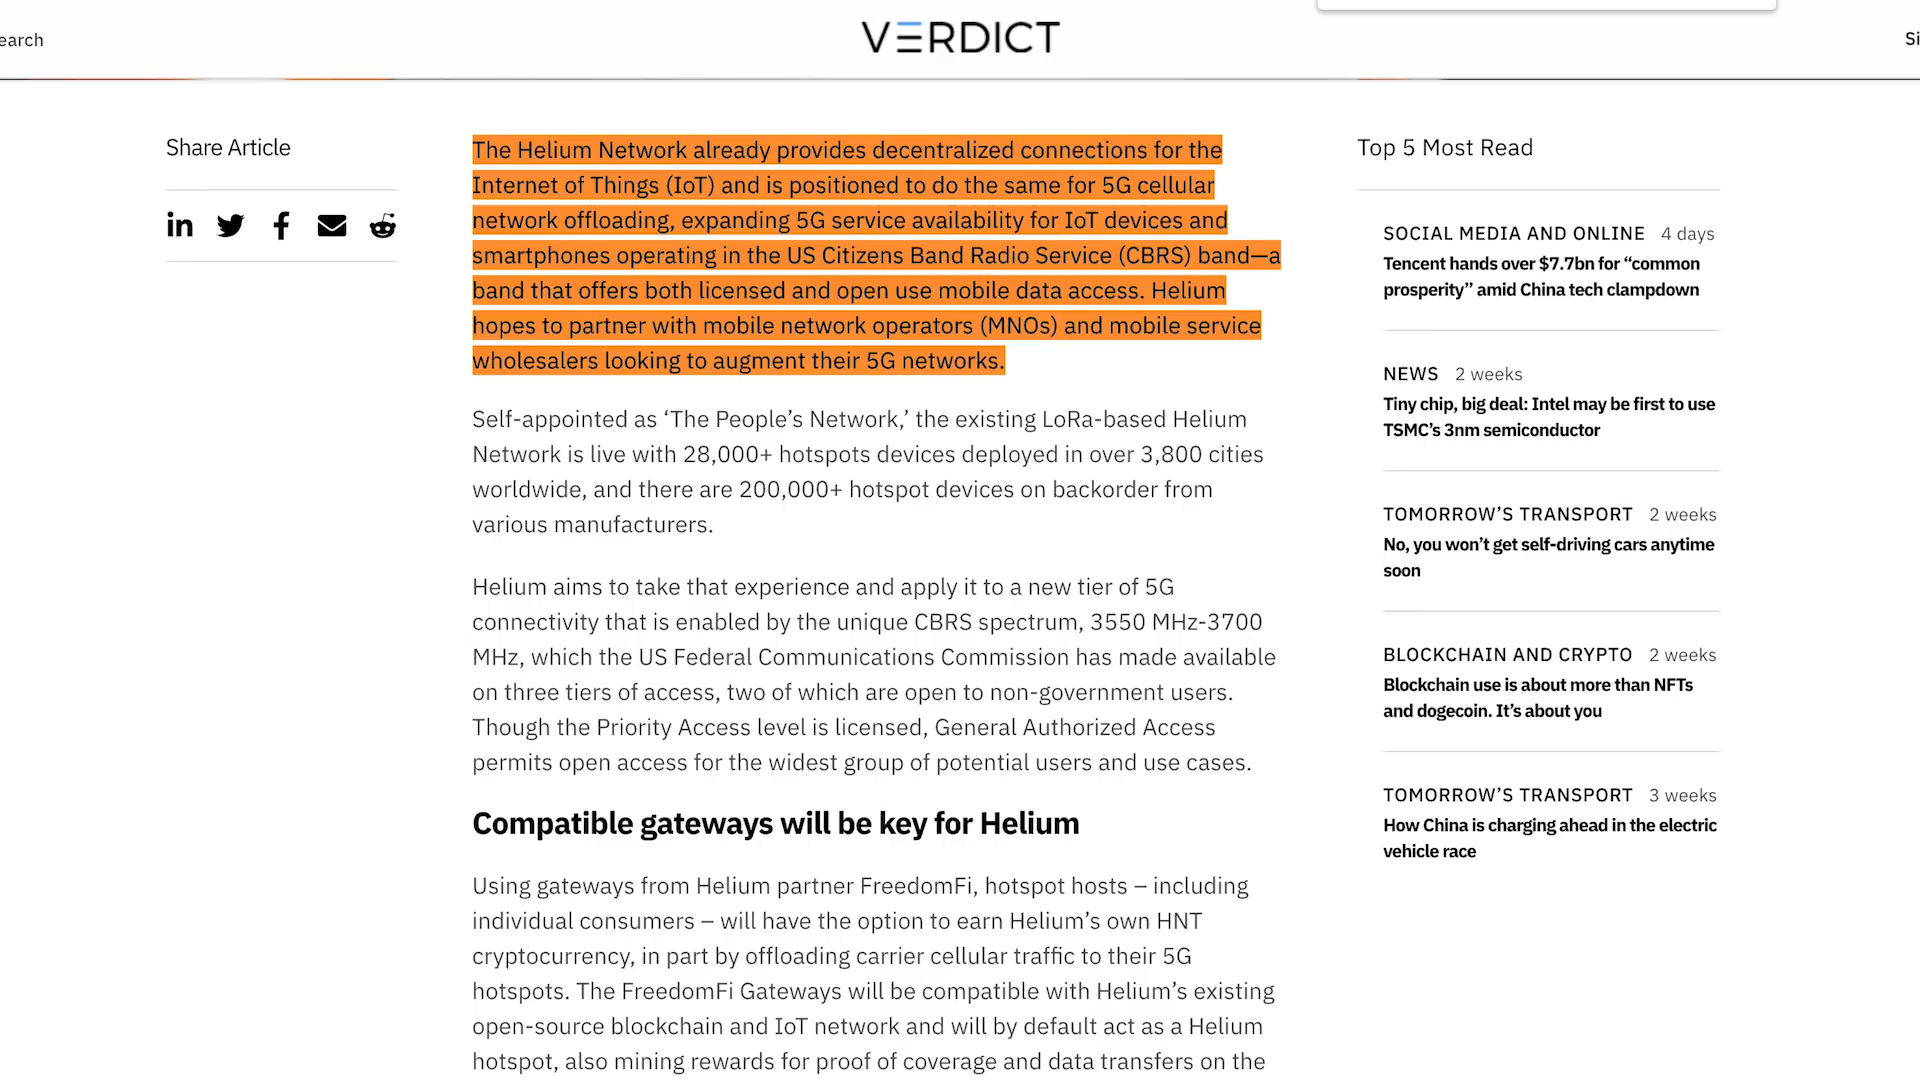 earch
VERDICT
Si
Share Article
The Helium Network already provides decentralized connections for the
Internet of Things (IoT) and is positioned to do the same for 5G cellular
network offloading, expanding 5G service availability for IoT devices and
smartphones operating in the US Citizens Band Radio Service (CBRS) band—a
band that offers both licensed and open use mobile data access. Helium
hopes to partner with mobile network operators (MNOs) and mobile service
wholesalers looking to augment their 5G networks.
Self-appointed as ‘The People’s Network,’ the existing LoRa-based Helium
Network is live with 28,000+ hotspots devices deployed in over 3,800 cities
worldwide, and there are 200,000+ hotspot devices on backorder from
various manufacturers.
Helium aims to take that experience and apply it to a new tier of 5G
connectivity that is enabled by the unique CBRS spectrum, 3550 MHz-3700
MHz, which the US Federal Communications Commission has made available
on three tiers of access, two of which are open to non-government users.
Though the Priority Access level is licensed, General Authorized Access
permits open access for the widest group of potential users and use cases.
Compatible gateways will be key for Helium
Using gateways from Helium partner FreedomFi, hotspot hosts – including
individual consumers – will have the option to earn Helium’s own HNT
cryptocurrency, in part by offloading carrier cellular traffic to their 5G
hotspots. The FreedomFi Gateways will be compatible with Helium’s existing
open-source blockchain and IoT network and will by default act as a Helium
hotspot, also mining rewards for proof of coverage and data transfers on the
Top 5 Most Read
SOCIAL MEDIA AND ONLINE 4 days
Tencent hands over $7.7bn for “common
prosperity” amid China tech clampdown
NEWS 2 weeks
Tiny chip, big deal: Intel may be first to use
TSMC’s 3nm semiconductor
TOMORROW’S TRANSPORT 2 weeks
No, you won’t get self-driving cars anytime
soon
BLOCKCHAIN AND CRYPTO 2 weeks
Blockchain use is about more than NFTs
and dogecoin. It’s about you
TOMORROW’S TRANSPORT 3 weeks
How China is charging ahead in the electric
vehicle race